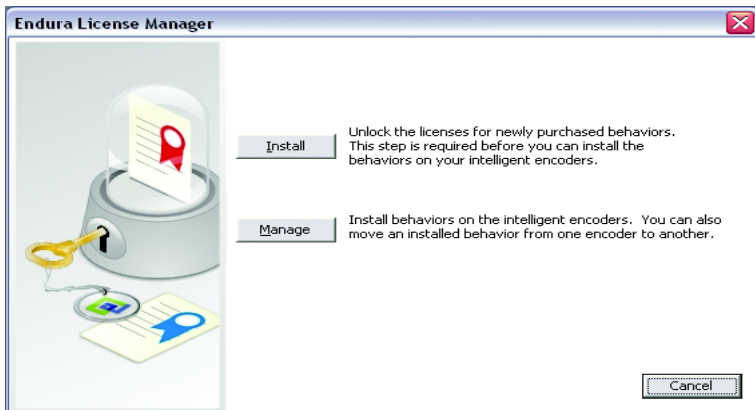 Endura License Manager
Install
Unlock the licenses for newly purchased behaviors.
This step is required before you can install the
behaviors on your intelligent encoders.
Manage
Install behaviors on the intelligent encoders.  You can also
move an installed behavior from one encoder to another.
Cancel